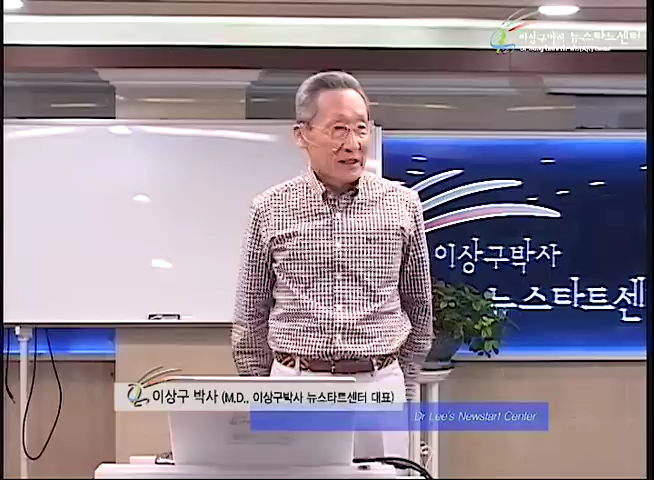 이상구박사 뉴스타트센터
이상구박사
뉴스타트센
이상구 박사 (M.D., 이상구박사 뉴스타트센터 대표)
Dr Lee's Newstart Center